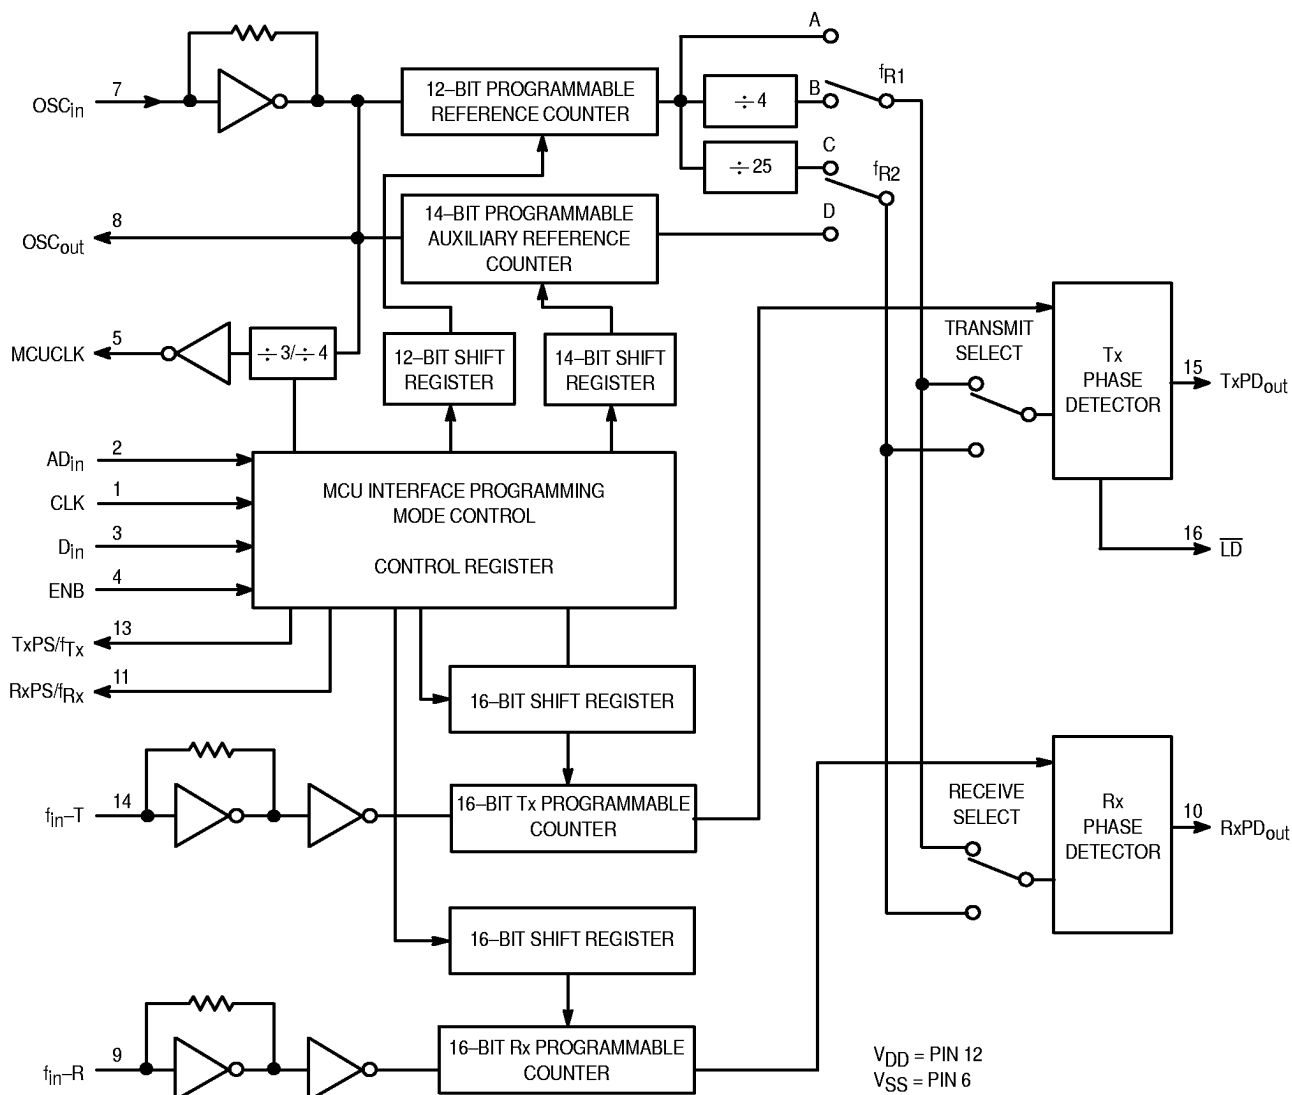 A
OSCin
7
12–BIT PROGRAMMABLE
REFERENCE COUNTER
÷ 4
B
fR1
÷ 25
C
fR2
OSCout
8
14–BIT PROGRAMMABLE
AUXILIARY REFERENCE
COUNTER
D
MCUCLK
5
÷ 3/÷ 4
12–BIT SHIFT
REGISTER
14–BIT SHIFT
REGISTER
TRANSMIT
SELECT
Tx
PHASE
DETECTOR
15
TxPDout
ADin
2
CLK
1
Din
3
ENB
4
MCU INTERFACE PROGRAMMING
MODE CONTROL
CONTROL REGISTER
16
LD
TxPS/fTx
13
RxPS/fRx
11
16–BIT SHIFT REGISTER
fin–T
14
16–BIT Tx PROGRAMMABLE
COUNTER
RECEIVE
SELECT
Rx
PHASE
DETECTOR
10
RxPDout
16–BIT SHIFT REGISTER
fin–R
9
16–BIT Rx PROGRAMMABLE
COUNTER
VDD = PIN 12
VSS = PIN 6